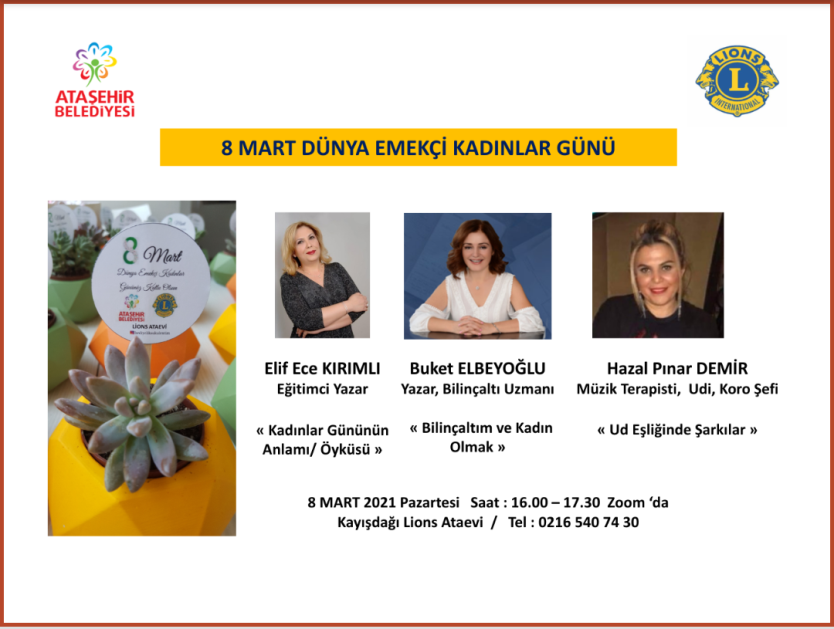 ATAŞEHİR
BELEDİYESİ
LIONS
L
INTERNATIONAL
8 MART DÜNYA EMEKÇİ KADINLAR GÜNÜ
8 Mart
Dünya Emekçi Kadınlar
Gününüz Kutlu Olsun
ATAŞEHİR
BELEDİYESİ
L
LIONS ATAEVİ
Elif Ece KIRIMLI
Eğitimci Yazar
« Kadınlar Gününün
Anlamı/ Öyküsü »
Buket ELBEYOĞLU
Yazar, Bilinçaltı Uzmanı
« Bilinçaltım ve Kadın
Olmak »
Hazal Pınar DEMİR
Müzik Terapisti, Udi, Koro Şefi
« Ud Eşliğinde Şarkılar »
8 MART 2021 Pazartesi Saat : 16.00 – 17.30 Zoom ‘da
Kayışdağı Lions Ataevi / Tel : 0216 540 74 30